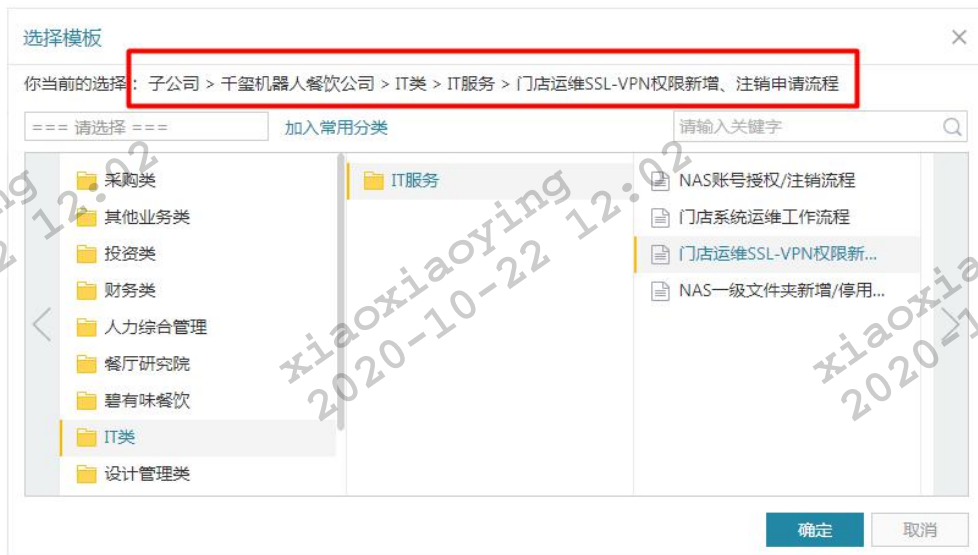 选择模板
你当前的选择：子公司 > 千玺机器人餐饮公司 > IT类 > IT服务 > 门店运维SSL-VPN权限新增、注销申请流程
=== 请选择 === 加入常用分类 请输入关键字
采购类 IT服务 NAS账号授权/注销流程
其他业务类 门店系统运维工作流程
投资类 门店运维SSL-VPN权限新...
财务类 NAS一级文件夹新增/停用...
人力综合管理
餐厅研究院
碧有味餐饮
IT类
设计管理类
确定 取消
xiaoxiaoying
2020-10-22 12:02